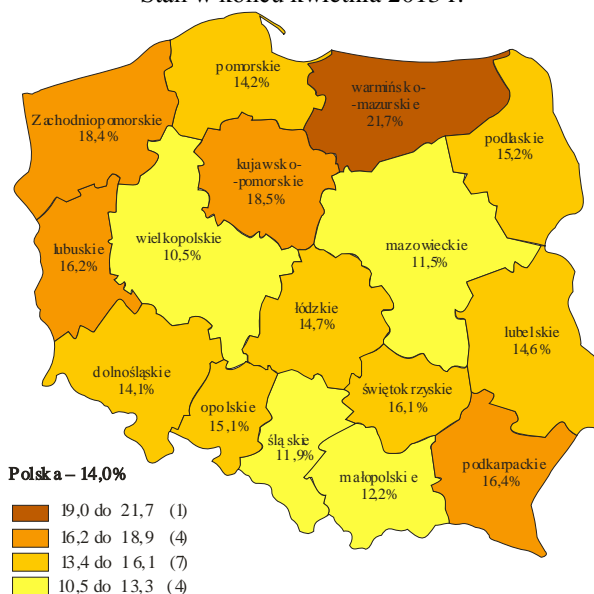 Stan w końcu kwietnia 2013 r.
pomorskie
14,2%
warmińsko-
-mazurskie
21,7%
Zachodniopomorskie
18,4%
podlaskie
15,2%
kujawsko-
-pomorskie
18,5%
lubuskie
16,2%
wielkopolskie
10,5%
mazowieckie
11,5%
łódzkie
14,7%
lubelskie
14,6%
dolnośląskie
14,1%
opolskie
15,1%
świętokrzyskie
16,1%
śląskie
11,9%
małopolskie
12,2%
podkarpackie
16,4%
Polska – 14,0%
19,0 do 21,7 (1)
16,2 do 18,9 (4)
13,4 do 16,1 (7)
10,5 do 13,3 (4)